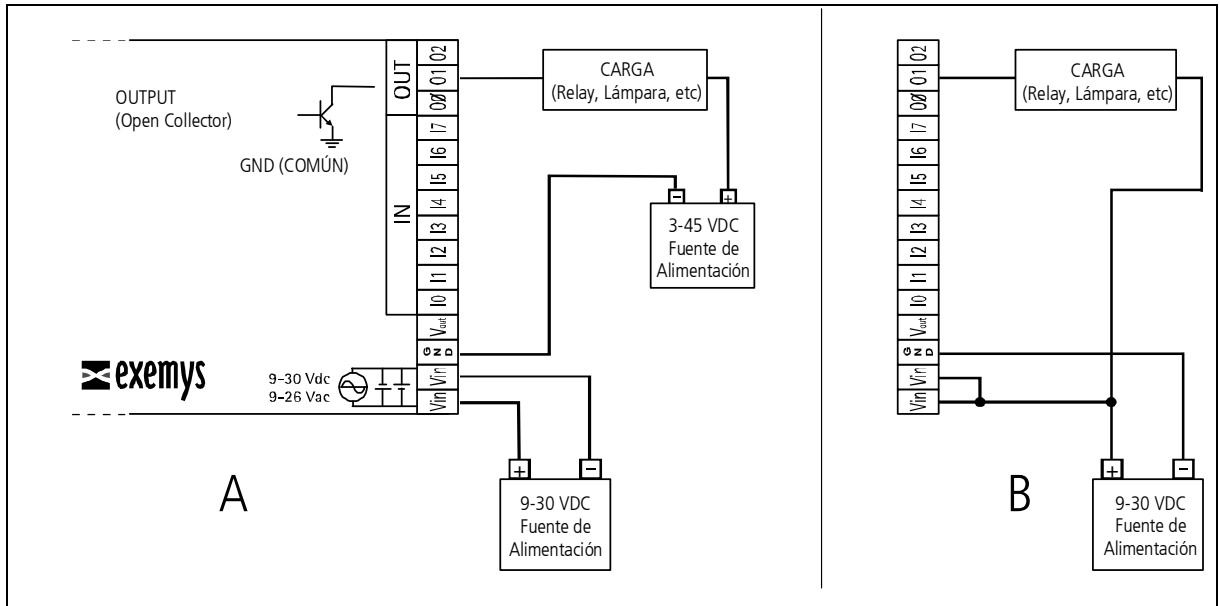 OUTPUT
(Open Collector)
GND (COMÚN)
OUT
IN
O2
O1
OØ
I7
I6
I5
I4
I3
I2
I1
I0
Vout
GND
Vin
Vin
CARGA
(Relay, Lámpara, etc)
- +
3-45 VDC
Fuente de
Alimentación
exemys
9-30 Vdc
9-26 Vac
+ -
9-30 VDC
Fuente de
Alimentación
A
O2
O1
OØ
I7
I6
I5
I4
I3
I2
I1
I0
Vout
GND
Vin
Vin
CARGA
(Relay, Lámpara, etc)
+ -
9-30 VDC
Fuente de
Alimentación
B